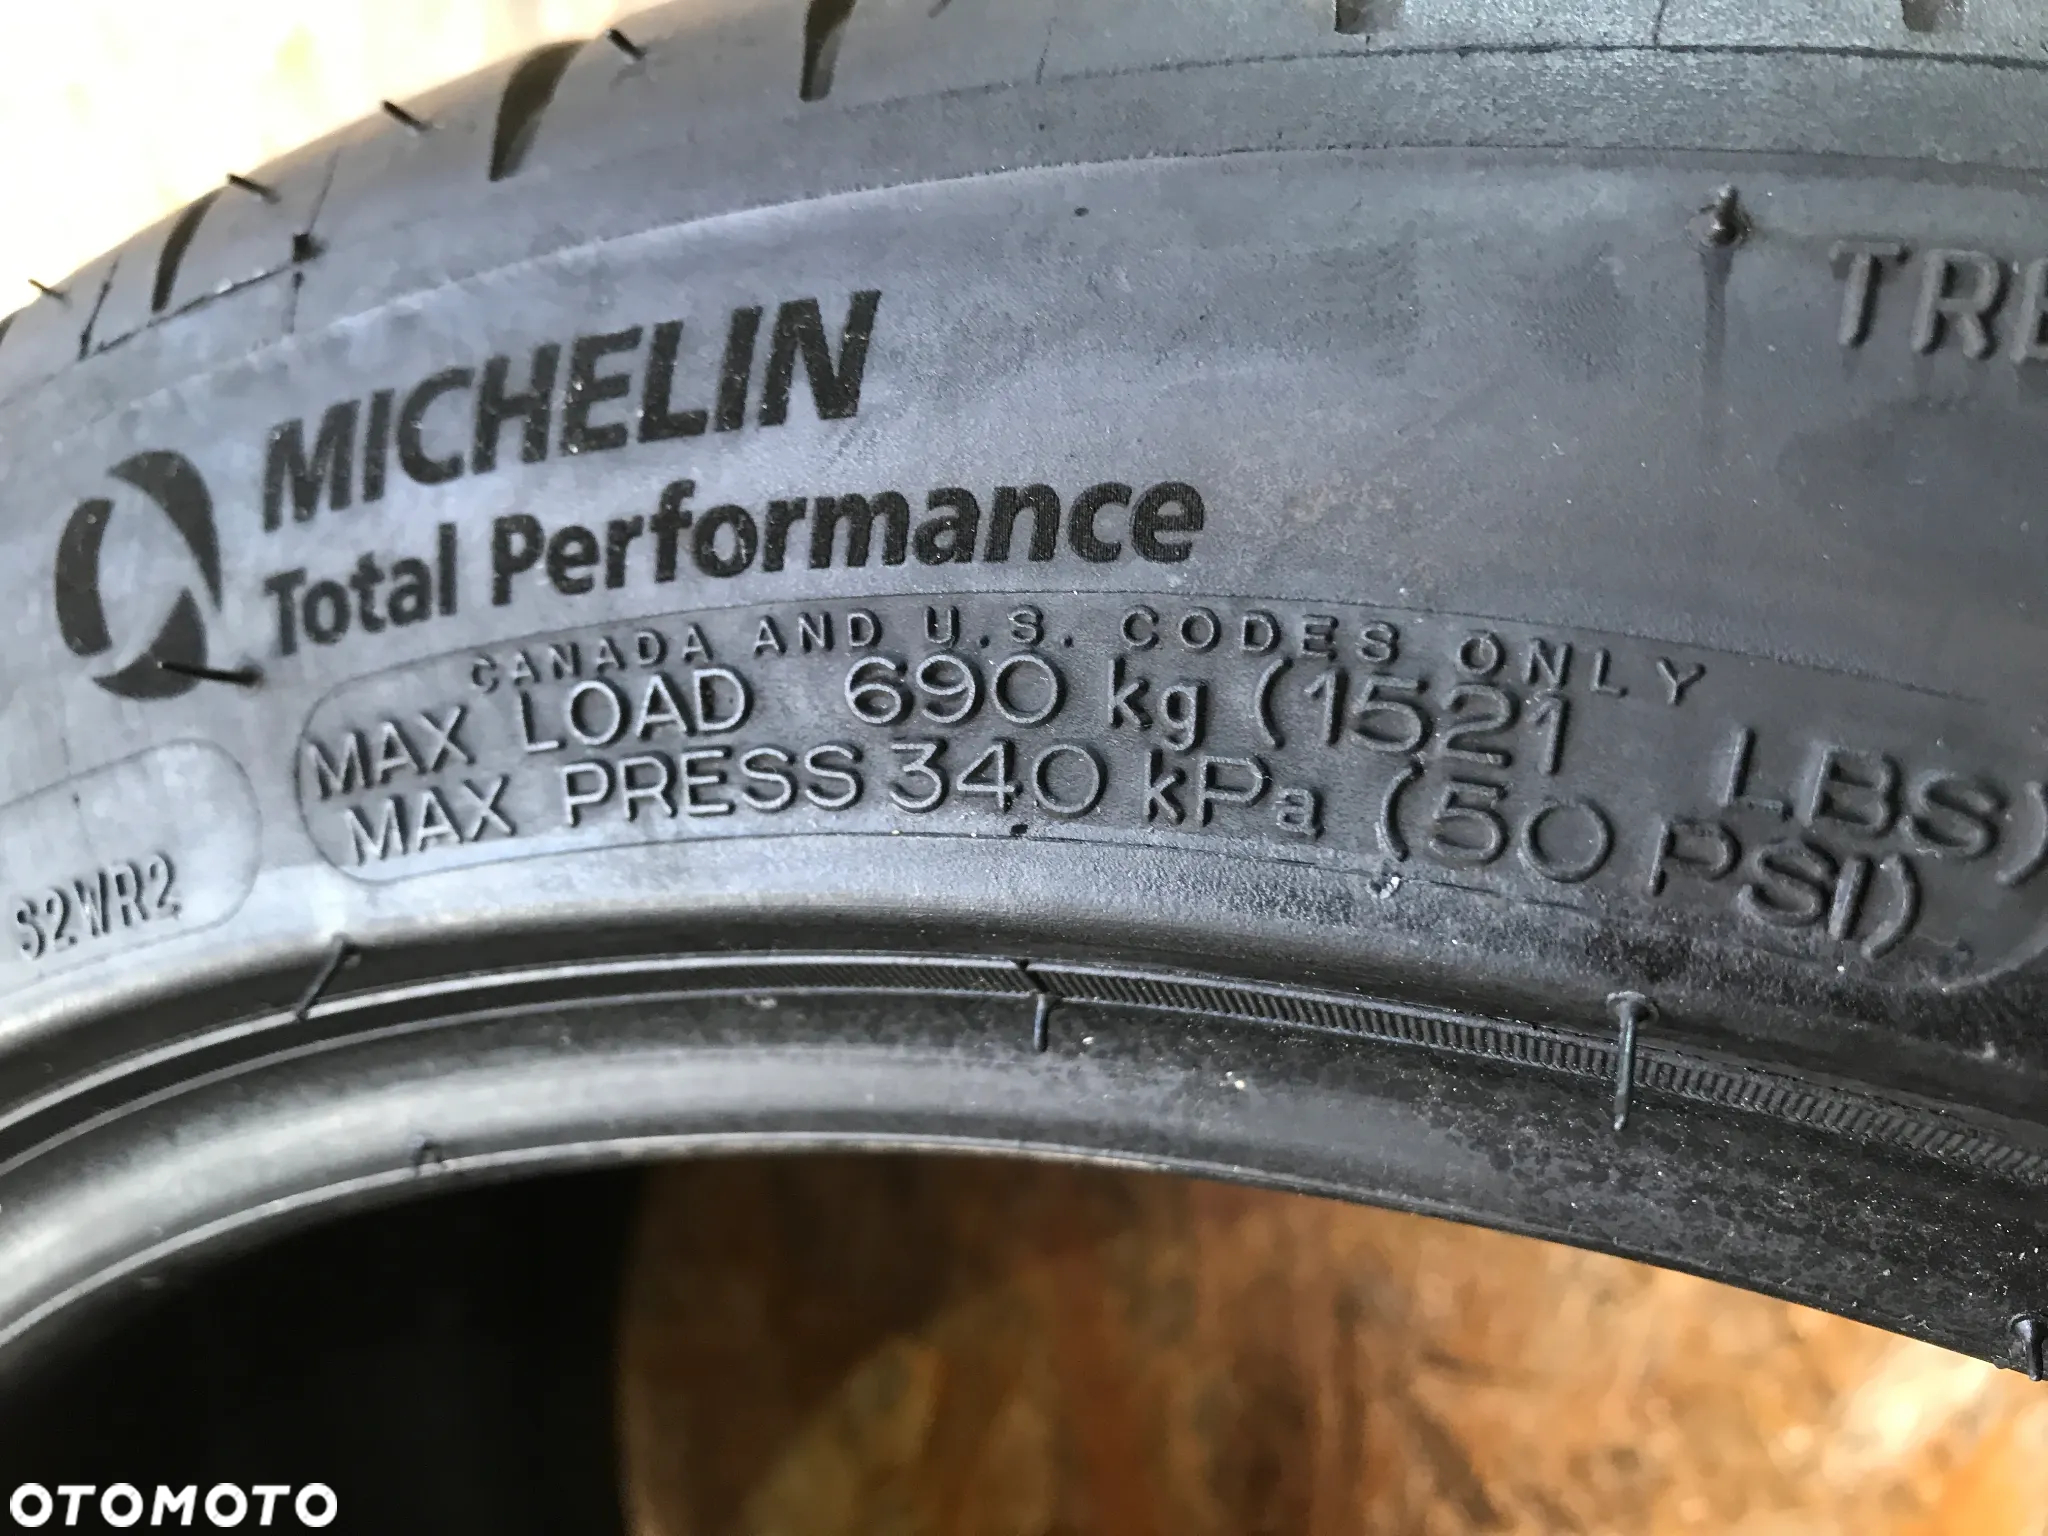 MICHELIN
Total Performance
CANADA AND U.S. CODES ONLY
MAX LOAD 690 kg (1521 LBS)
MAX PRESS 340 kPa (50 PSI)
S2WR2
TRE
OTOMOTO